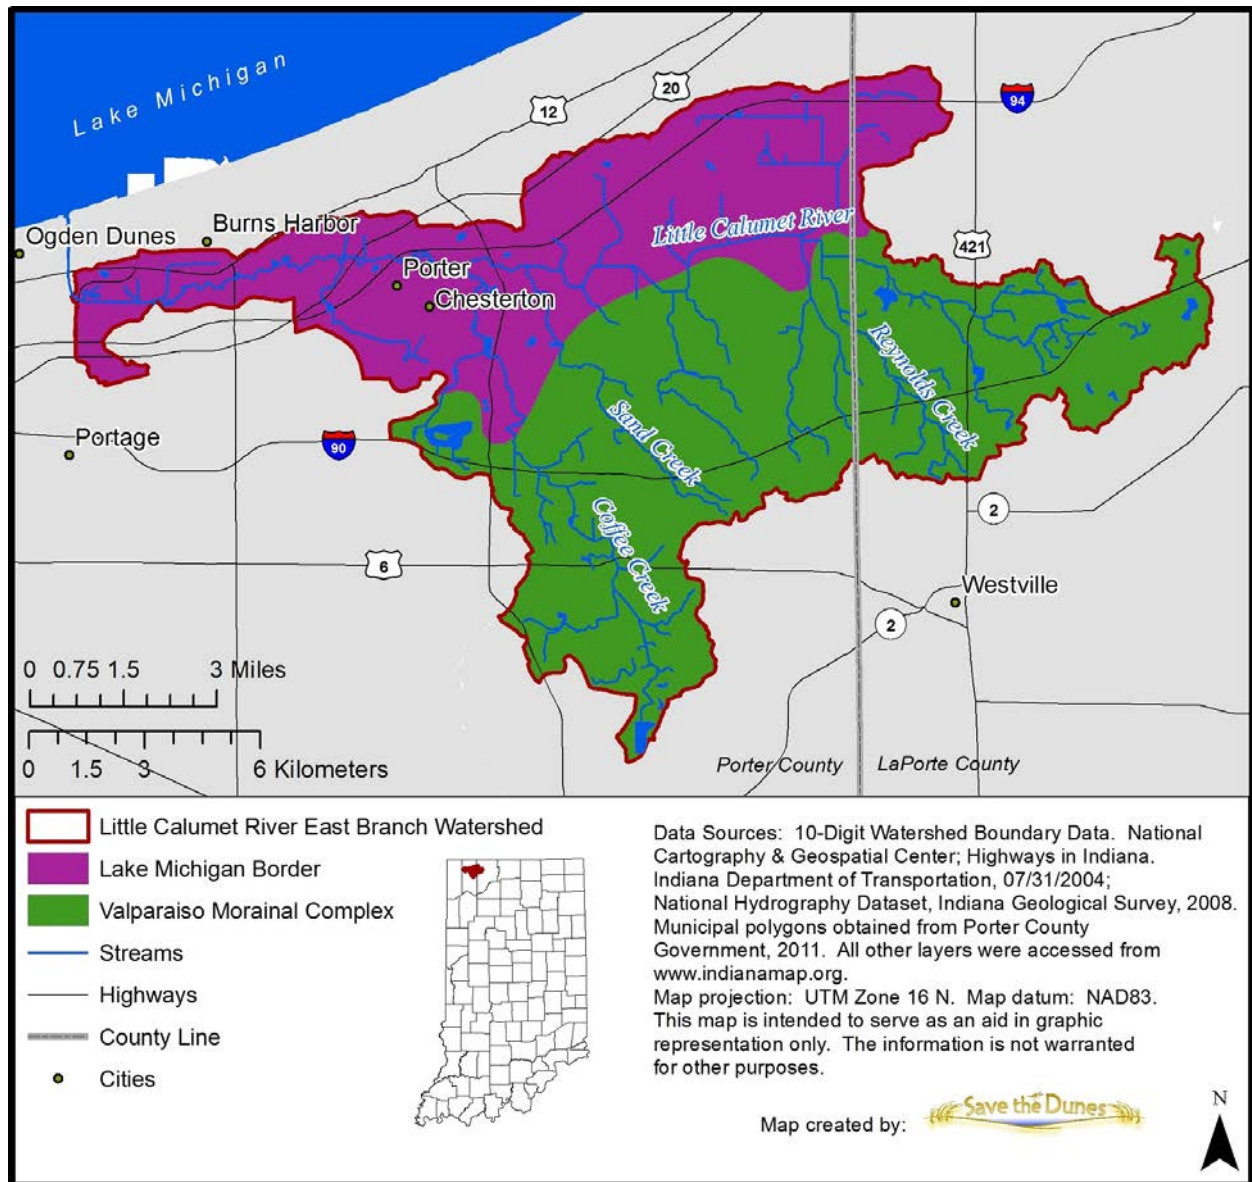 Lake Michigan
12
20
94
Ogden Dunes
Burns Harbor
Little Calumet River
421
Porter
Chesterton
Reynolds Creek
Portage
90
Sand Creek
Coffee Creek
2
6
Westville
2
0 0.75 1.5 3 Miles
0 1.5 3 6 Kilometers
Porter County
LaPorte County
Little Calumet River East Branch Watershed
Lake Michigan Border
Valparaiso Morainal Complex
Streams
Highways
County Line
Cities
Data Sources: 10-Digit Watershed Boundary Data. National
Cartography & Geospatial Center; Highways in Indiana.
Indiana Department of Transportation, 07/31/2004;
National Hydrography Dataset, Indiana Geological Survey, 2008.
Municipal polygons obtained from Porter County
Government, 2011. All other layers were accessed from
www.indianamap.org.
Map projection: UTM Zone 16 N. Map datum: NAD83.
This map is intended to serve as an aid in graphic
representation only. The information is not warranted
for other purposes.
Map created by:
Save the Dunes
N